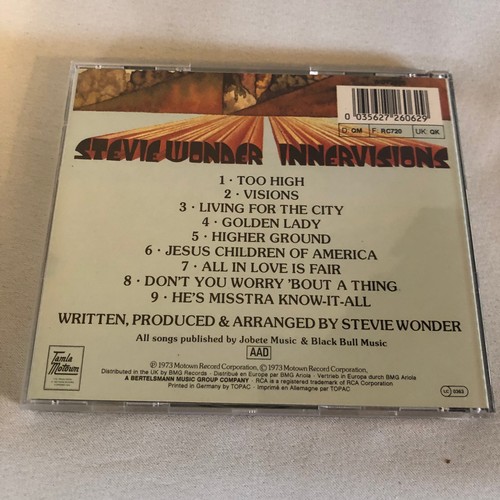 0 035627 260629
D: QM F: RC720 UK: QK
STEVIE WONDER INNERVISIONS
1 · TOO HIGH
2 · VISIONS
3 · LIVING FOR THE CITY
4 · GOLDEN LADY
5 · HIGHER GROUND
6 · JESUS CHILDREN OF AMERICA
7 · ALL IN LOVE IS FAIR
8 · DON'T YOU WORRY 'BOUT A THING
9 · HE'S MISSTRA KNOW-IT-ALL
WRITTEN, PRODUCED & ARRANGED BY STEVIE WONDER
All songs published by Jobete Music & Black Bull Music
AAD
Tamla
Motown
℗ 1973 Motown Record Corporation, © 1973 Motown Record Corporation,
Distributed in the UK by BMG Records · Distribué en Europe par BMG Ariola · Vertrieb in Europa durch BMG Ariola
A BERTELSMANN MUSIC GROUP COMPANY · RCA is a registered trademark of RCA Corporation
Printed in Germany by TOPAC · Imprimé en Allemagne par TOPAC
LC 0363